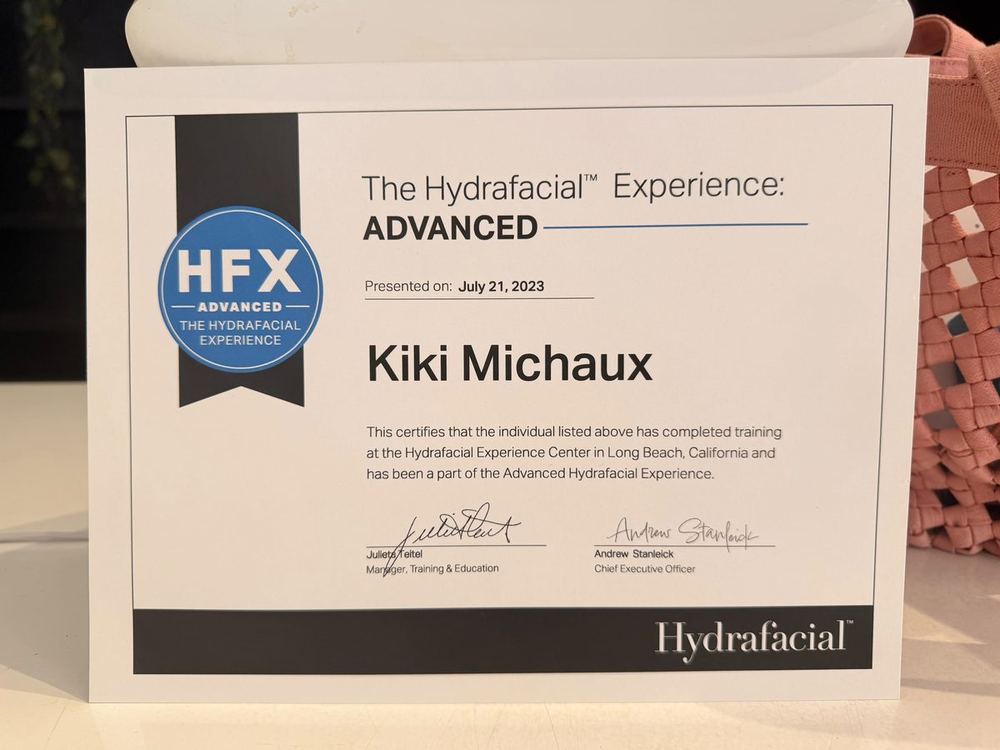 HFX
ADVANCED
THE HYDRAFACIAL
EXPERIENCE
The Hydrafacial™ Experience:
ADVANCED
Presented on: July 21, 2023
Kiki Michaux
This certifies that the individual listed above has completed training
at the Hydrafacial Experience Center in Long Beach, California and
has been a part of the Advanced Hydrafacial Experience.
Andrew Stanleick
Juliets Teitel
Manager, Training & Education
Andrew Stanleick
Chief Executive Officer
Hydrafacial™